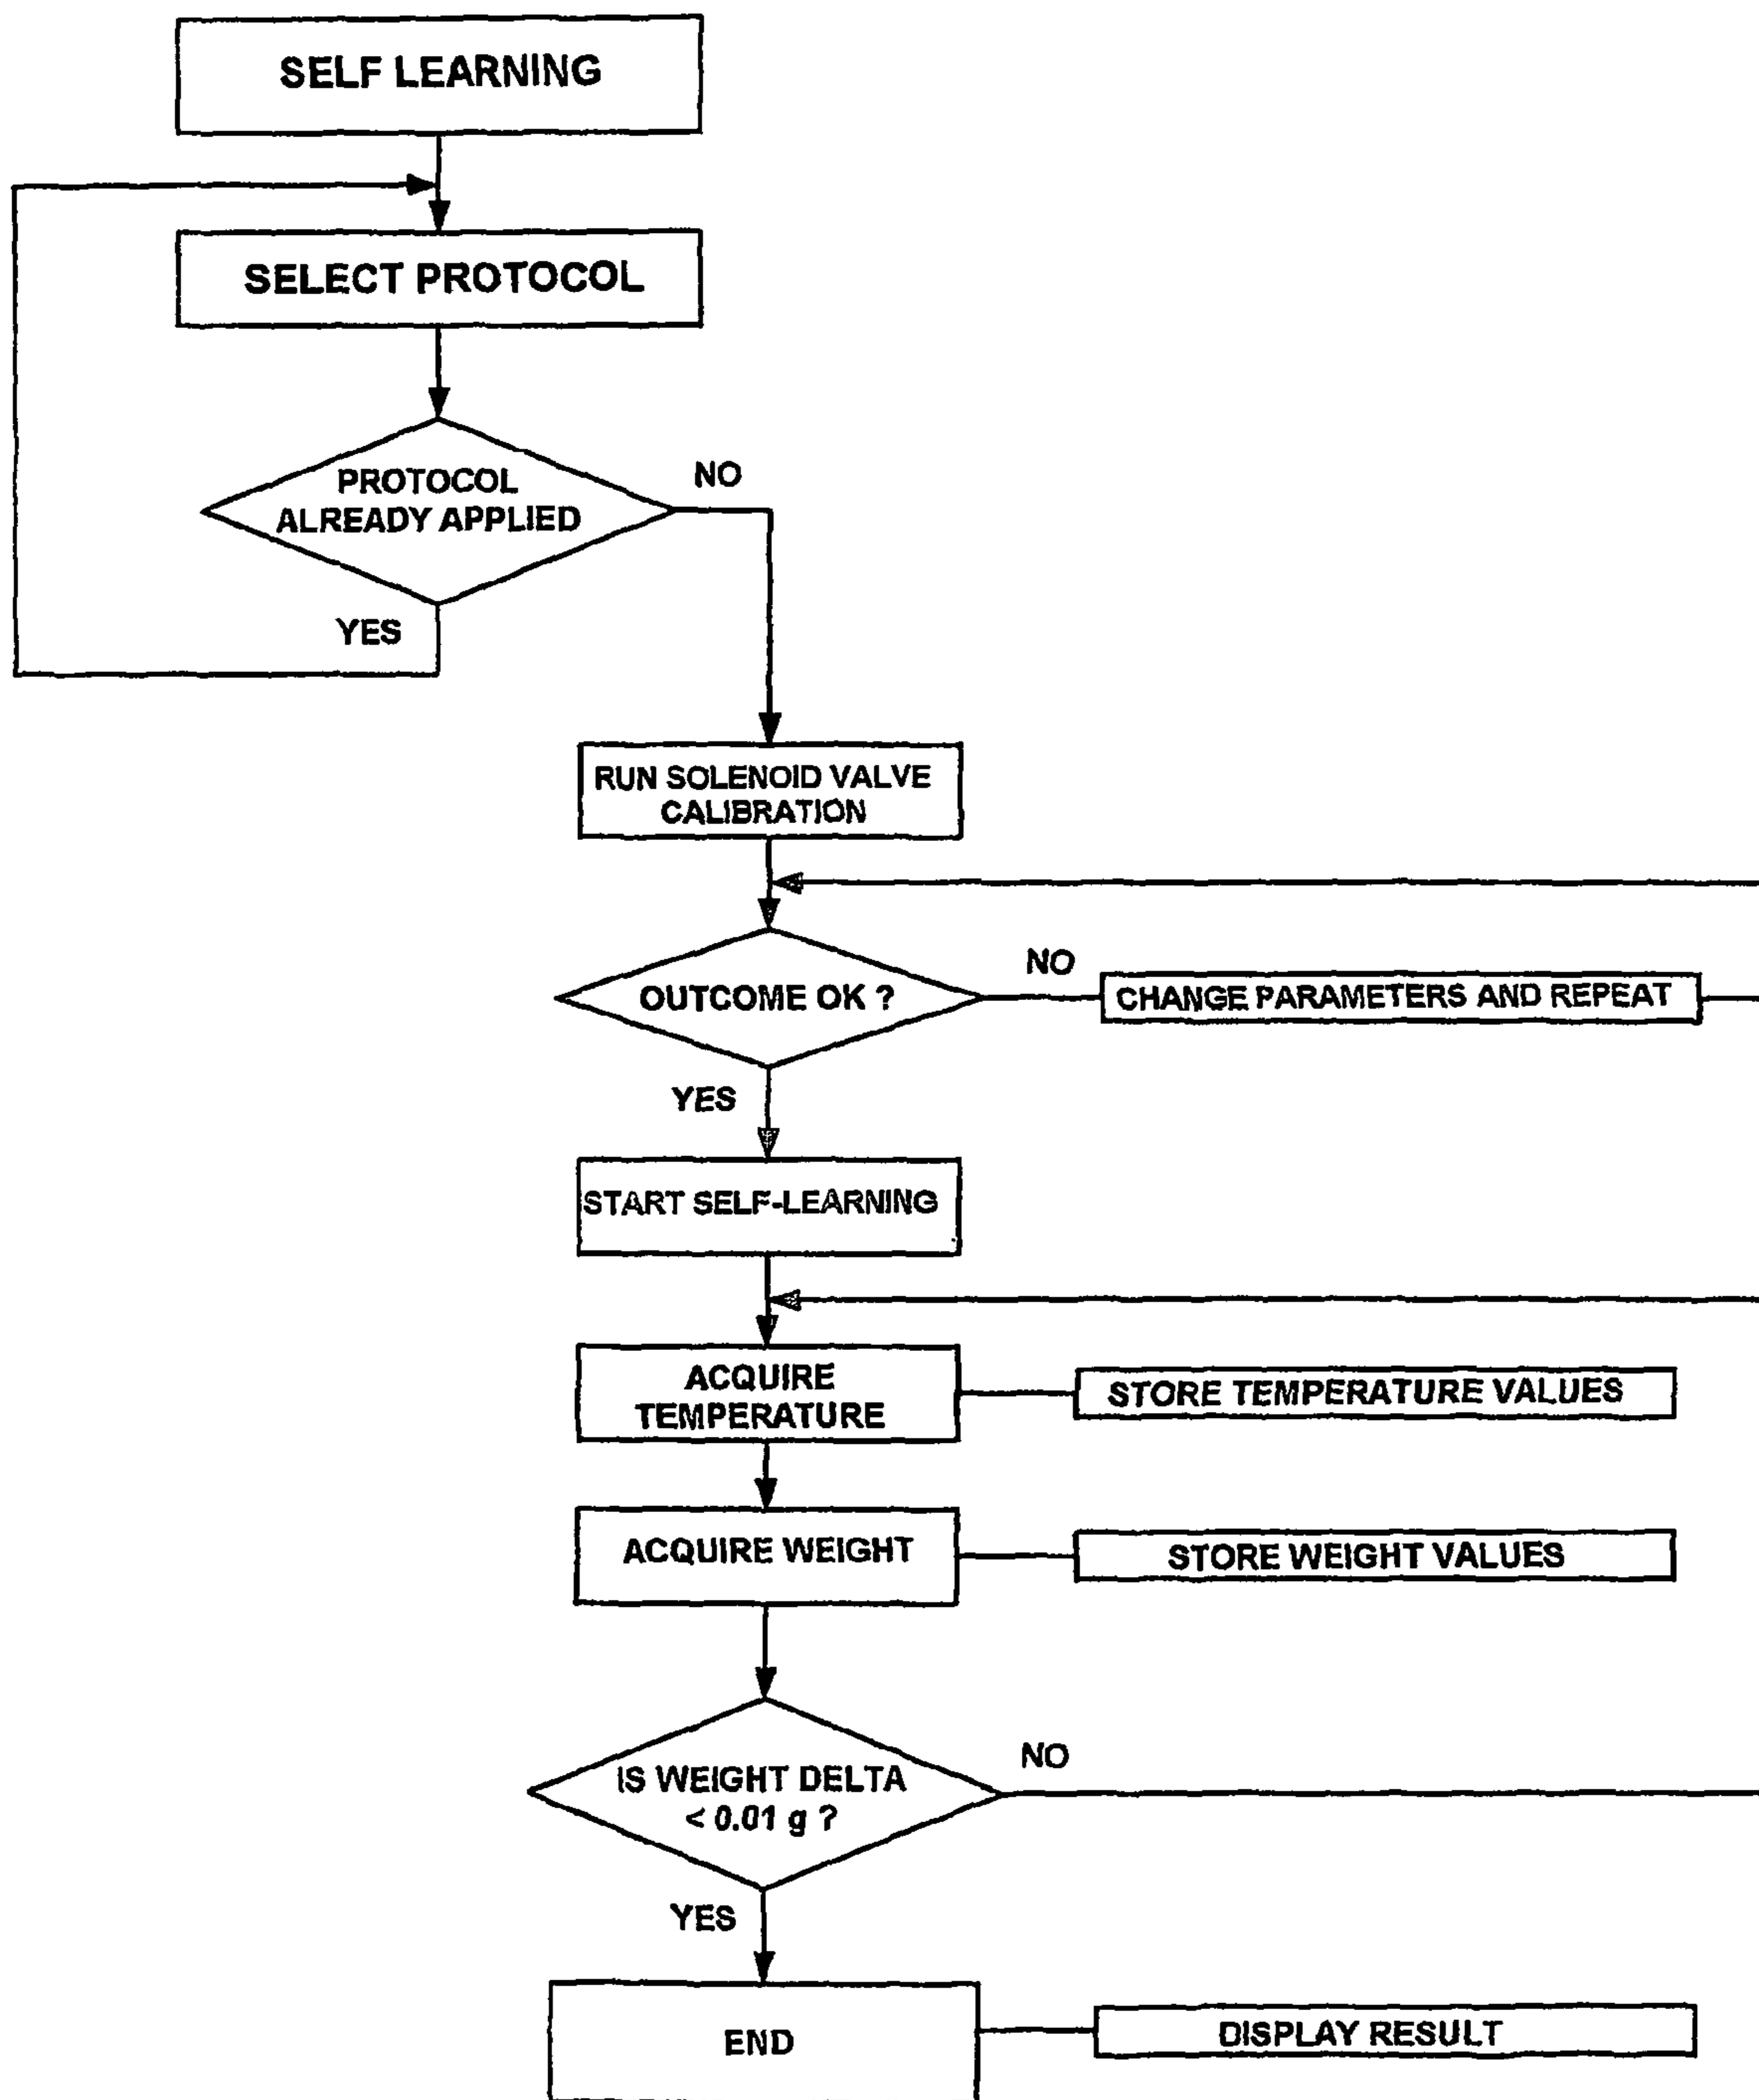 SELF LEARNING
SELECT PROTOCOL
PROTOCOL
ALREADY APPLIED
NO
YES
RUN SOLENOID VALVE
CALIBRATION
OUTCOME OK ?
NO
CHANGE PARAMETERS AND REPEAT
YES
START SELF-LEARNING
ACQUIRE
TEMPERATURE
STORE TEMPERATURE VALUES
ACQUIRE WEIGHT
STORE WEIGHT VALUES
IS WEIGHT DELTA
< 0.01 g ?
NO
YES
END
DISPLAY RESULT